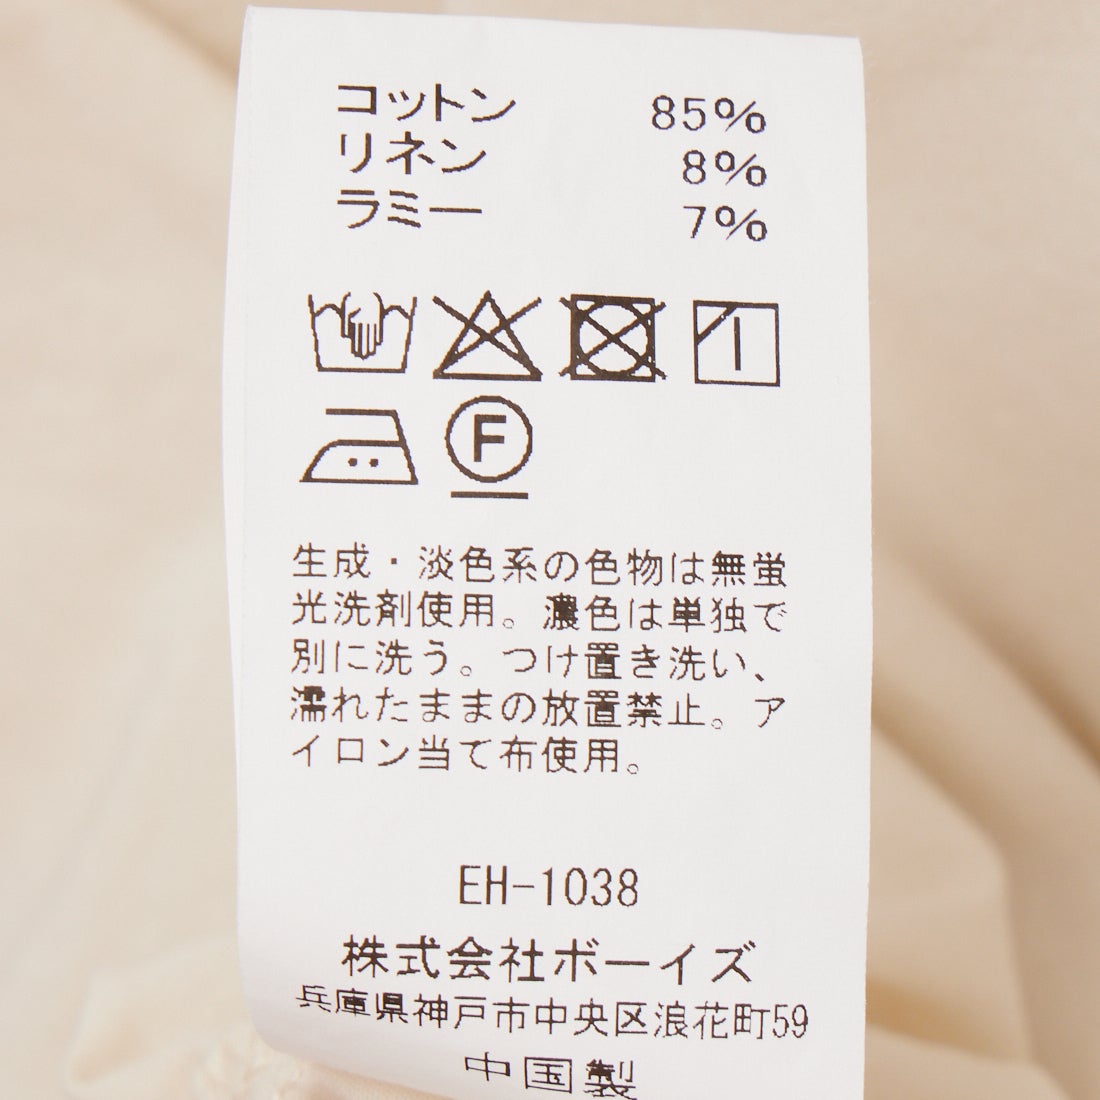 コットン 85%
リネン 8%
ラミー 7%
F
生成・淡色系の色物は無蛍
光洗剤使用。濃色は単独で
別に洗う。つけ置き洗い、
濡れたままの放置禁止。ア
イロン当て布使用。
EH-1038
株式会社ボーイズ
兵庫県神戸市中央区浪花町59
中国製